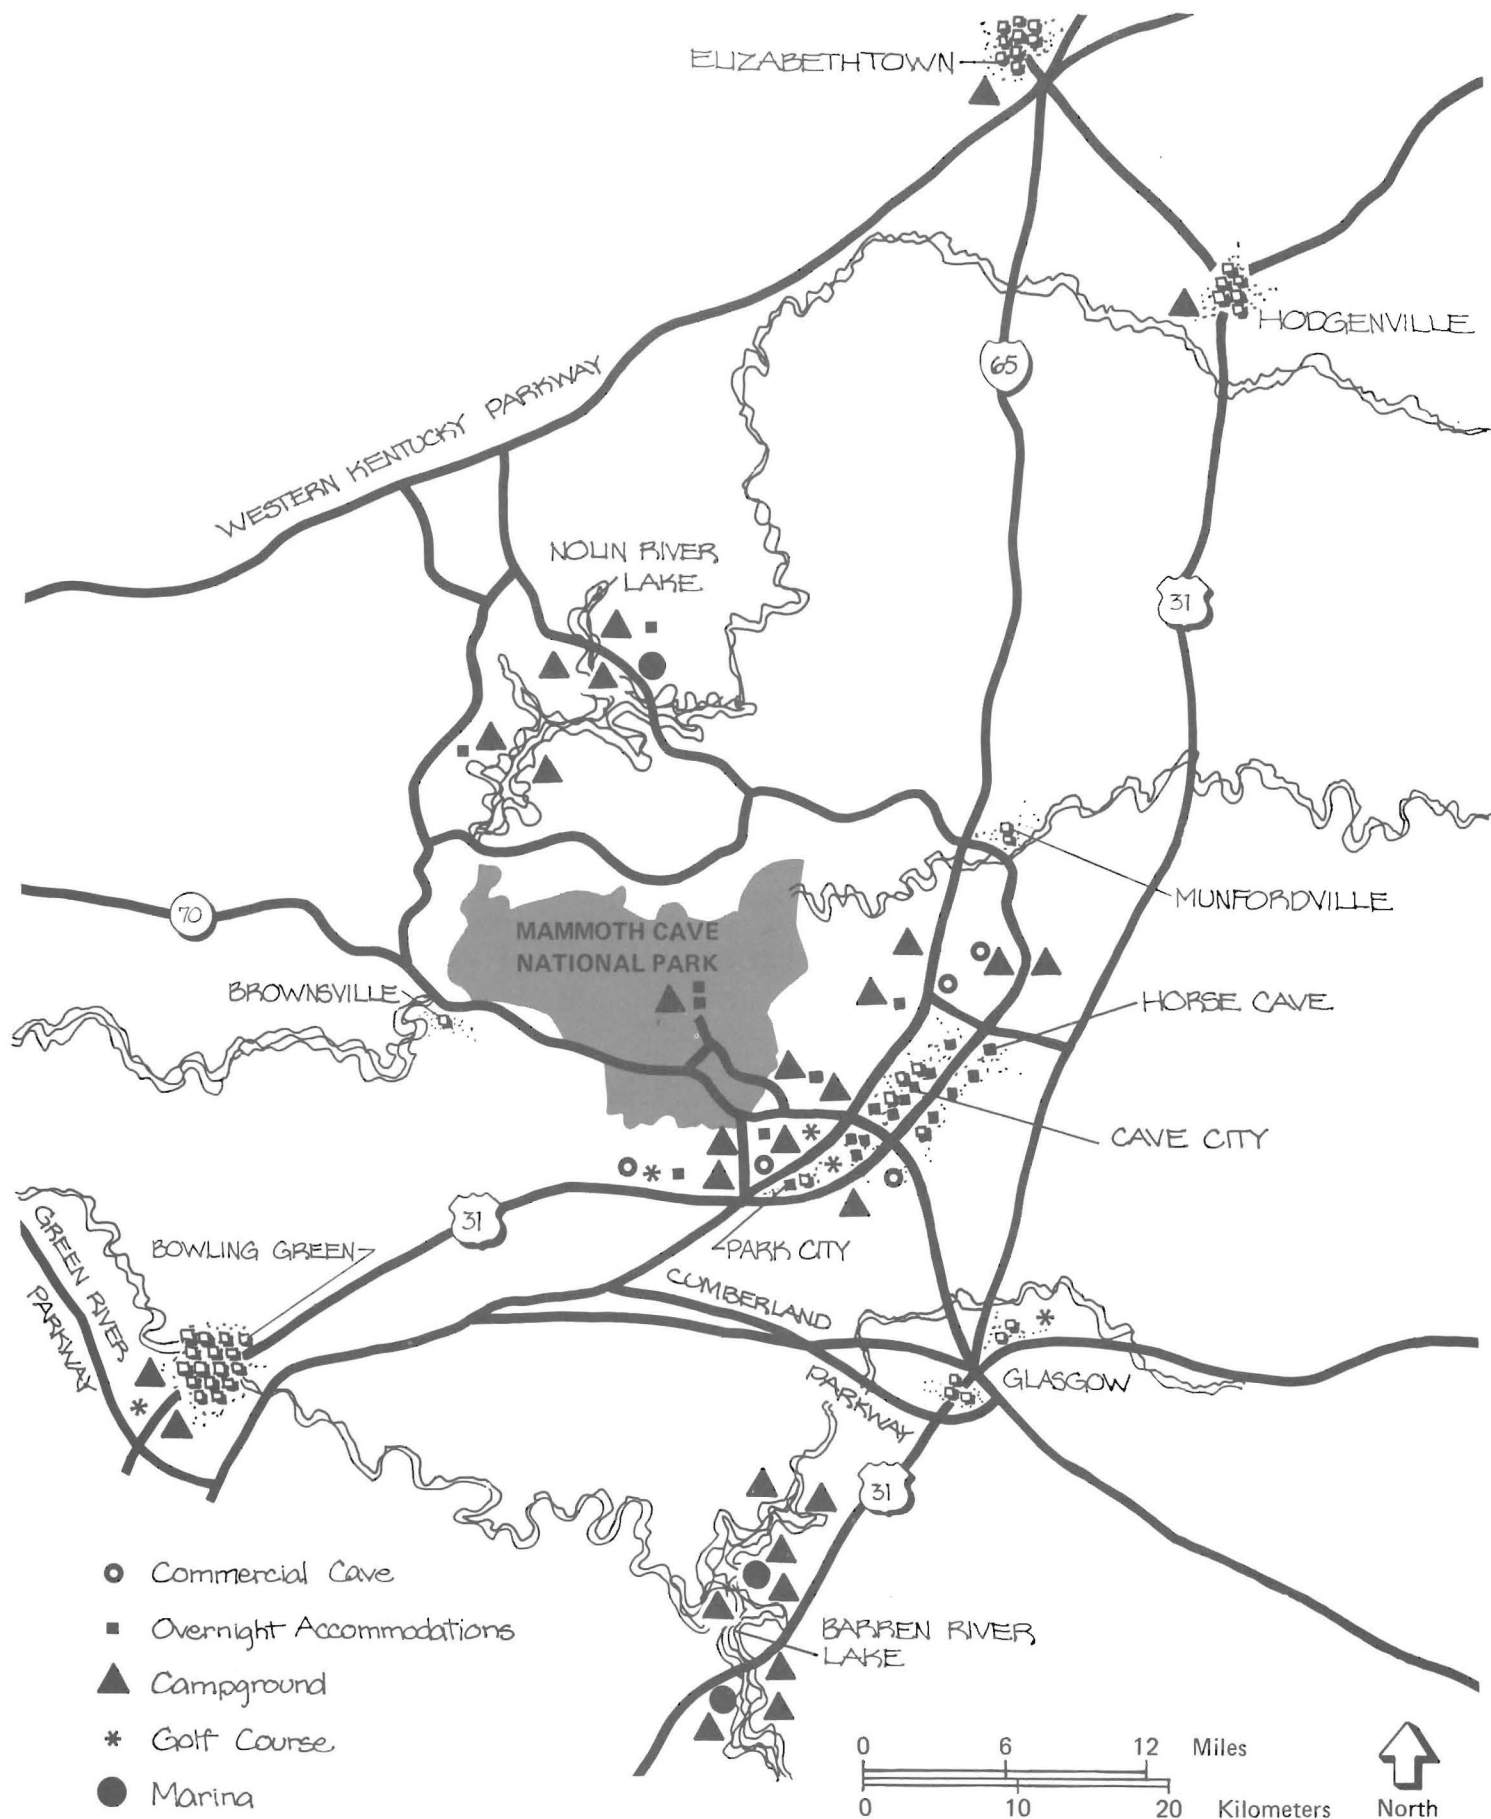 ELIZABETHTOWN
HODGENVILLE
65
WESTERN KENTUCKY PARKWAY
NOLIN RIVER
LAKE
31
MUNFORDVILLE
70
MAMMOTH CAVE
NATIONAL PARK
BROWNSVILLE
HORSE CAVE
CAVE CITY
31
GREEN RIVER
PARKWAY
BOWLING GREEN
PARK CITY
CUMBERLAND
PARKWAY
GLASGOW
31
BARREN RIVER
LAKE
Commercial Cave
Overnight Accommodations
Campground
Golf Course
Marina
0 6 12 Miles
0 10 20 Kilometers
North